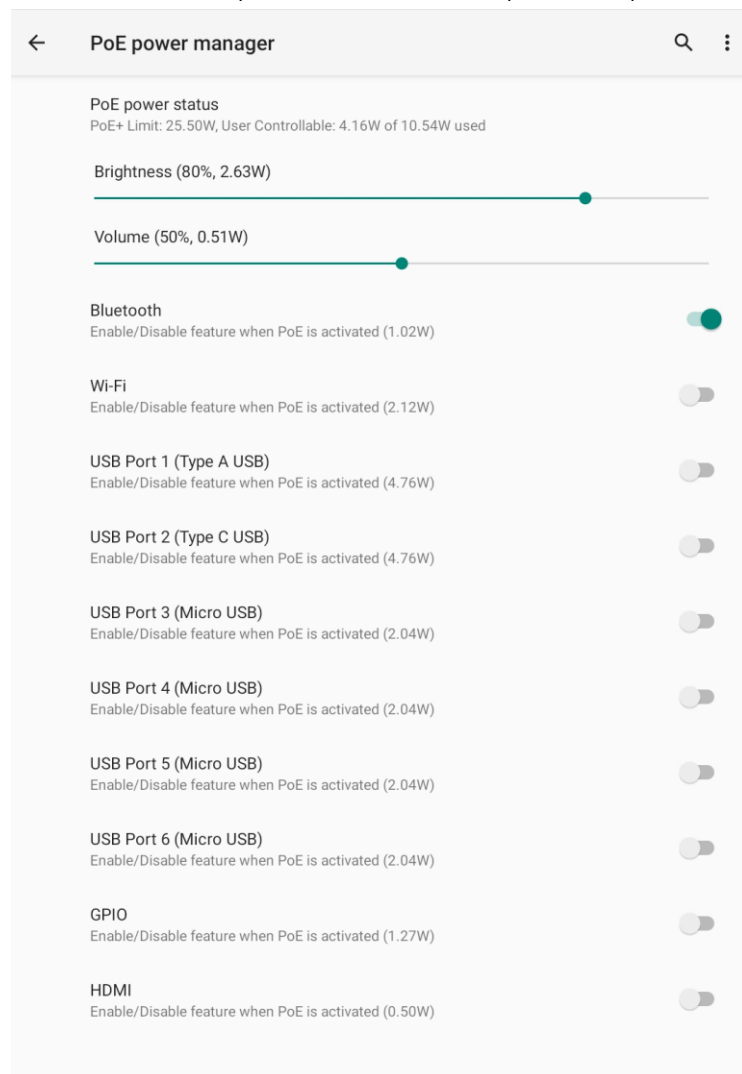 PoE power manager
PoE power status
PoE+ Limit: 25.50W, User Controllable: 4.16W of 10.54W used
Brightness (80%, 2.63W)
Volume (50%, 0.51W)
Bluetooth
Enable/Disable feature when PoE is activated (1.02W)
Wi-Fi
Enable/Disable feature when PoE is activated (2.12W)
USB Port 1 (Type A USB)
Enable/Disable feature when PoE is activated (4.76W)
USB Port 2 (Type C USB)
Enable/Disable feature when PoE is activated (4.76W)
USB Port 3 (Micro USB)
Enable/Disable feature when PoE is activated (2.04W)
USB Port 4 (Micro USB)
Enable/Disable feature when PoE is activated (2.04W)
USB Port 5 (Micro USB)
Enable/Disable feature when PoE is activated (2.04W)
USB Port 6 (Micro USB)
Enable/Disable feature when PoE is activated (2.04W)
GPIO
Enable/Disable feature when PoE is activated (1.27W)
HDMI
Enable/Disable feature when PoE is activated (0.50W)